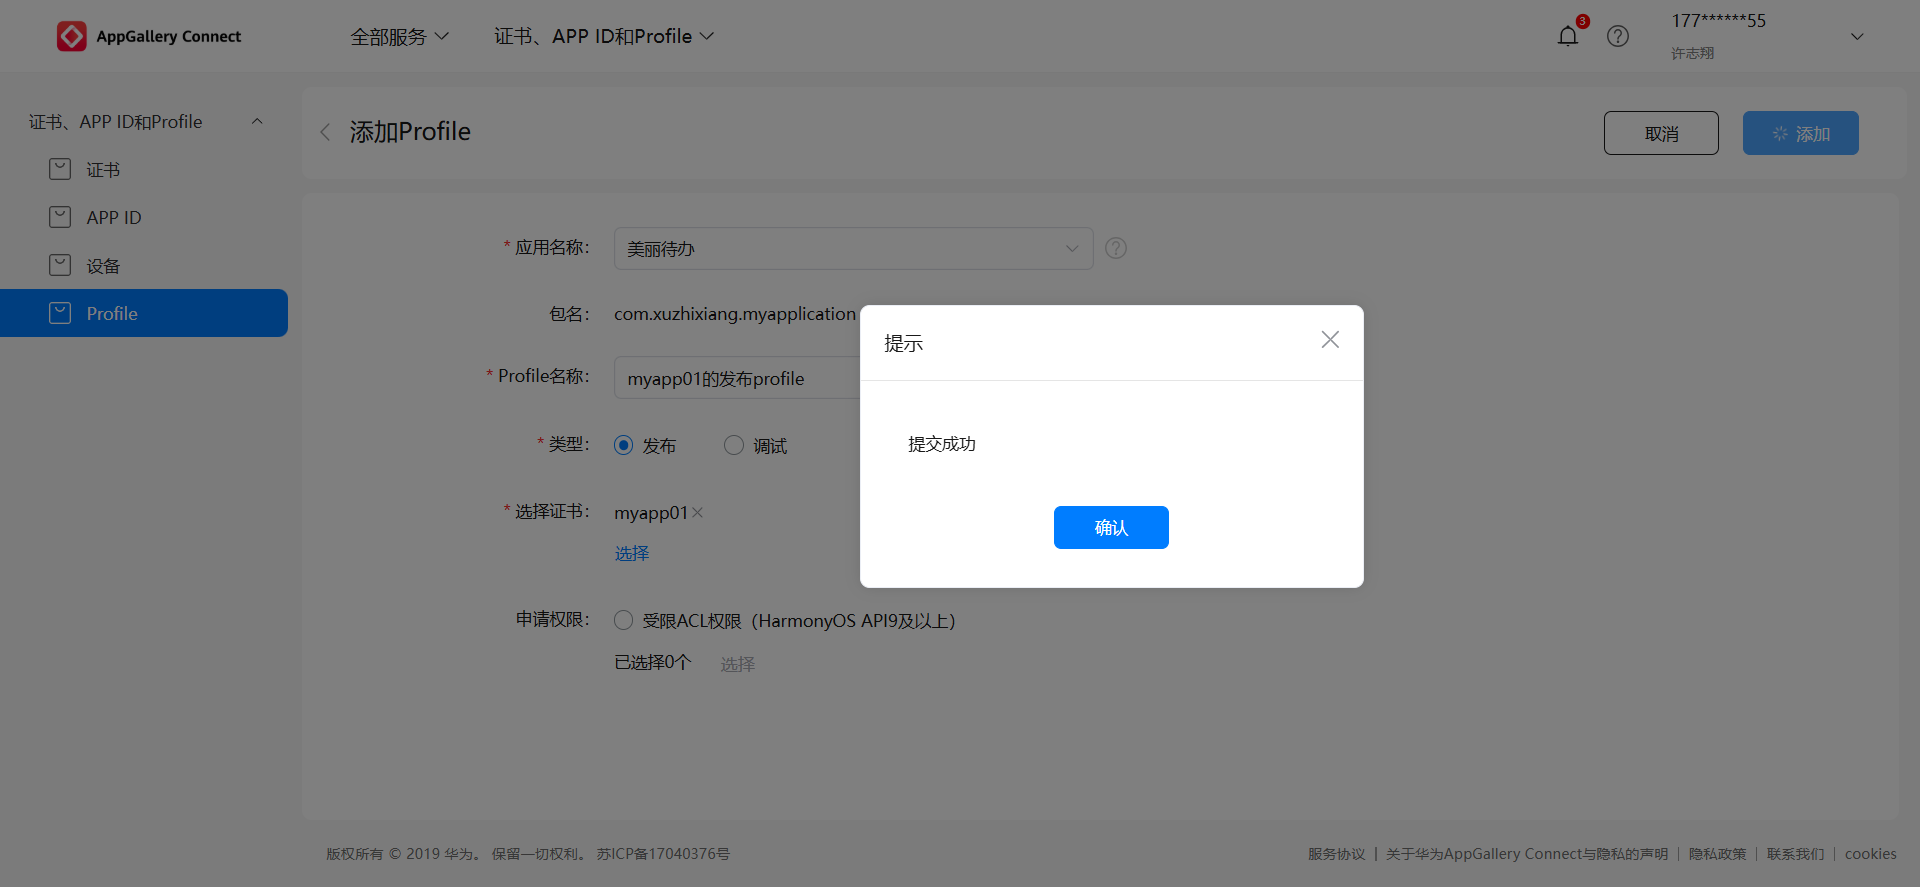 AppGallery Connect
全部服务
证书、APP ID和Profile
3
177******55
许志翔
证书、APP ID和Profile
证书
APP ID
设备
Profile
添加Profile
取消
添加
* 应用名称：
美丽待办
?
包名：
com.xuzhixiang.myapplication
* Profile名称：
myapp01的发布profile
* 类型：
发布
调试
* 选择证书：
myapp01
选择
申请权限：
受限ACL权限（HarmonyOS API9及以上）
已选择0个
选择
提示
提交成功
确认
版权所有 © 2019 华为。 保留一切权利。 苏ICP备17040376号
服务协议 | 关于华为AppGallery Connect与隐私的声明 | 隐私政策 | 联系我们 | cookies